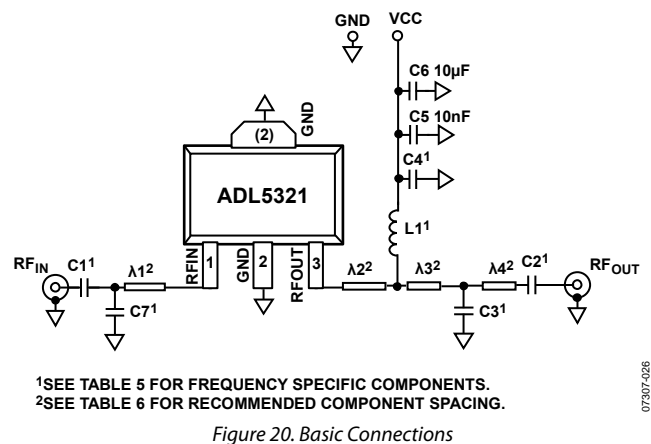 GND VCC
C6 10µF
C5 10nF
C4¹
L1¹
(2)
GND
ADL5321
RFIN
1
GND
2
RFOUT
3
RFIN
C1¹
λ1²
C7¹
λ2²
λ3²
λ4²
C2¹
RFOUT
C3¹
¹SEE TABLE 5 FOR FREQUENCY SPECIFIC COMPONENTS.
²SEE TABLE 6 FOR RECOMMENDED COMPONENT SPACING.
07307-026
Figure 20. Basic Connections